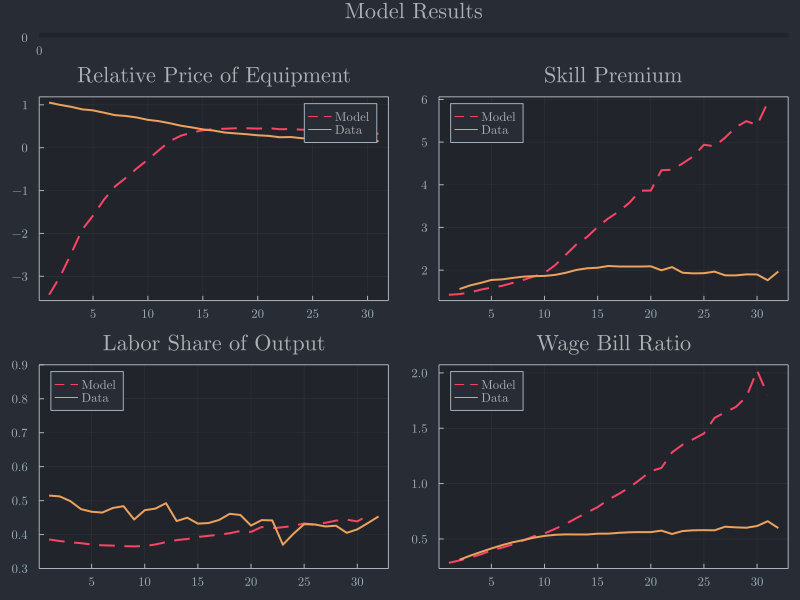 Model Results
0
0
Relative Price of Equipment
Skill Premium
1
0
−1
−2
−3
Model
Data
5 10 15 20 25 30
6
5
4
3
2
Model
Data
5 10 15 20 25 30
Labor Share of Output
Wage Bill Ratio
0.9
0.8
0.7
0.6
0.5
0.4
0.3
Model
Data
5 10 15 20 25 30
2.0
1.5
1.0
0.5
Model
Data
5 10 15 20 25 30